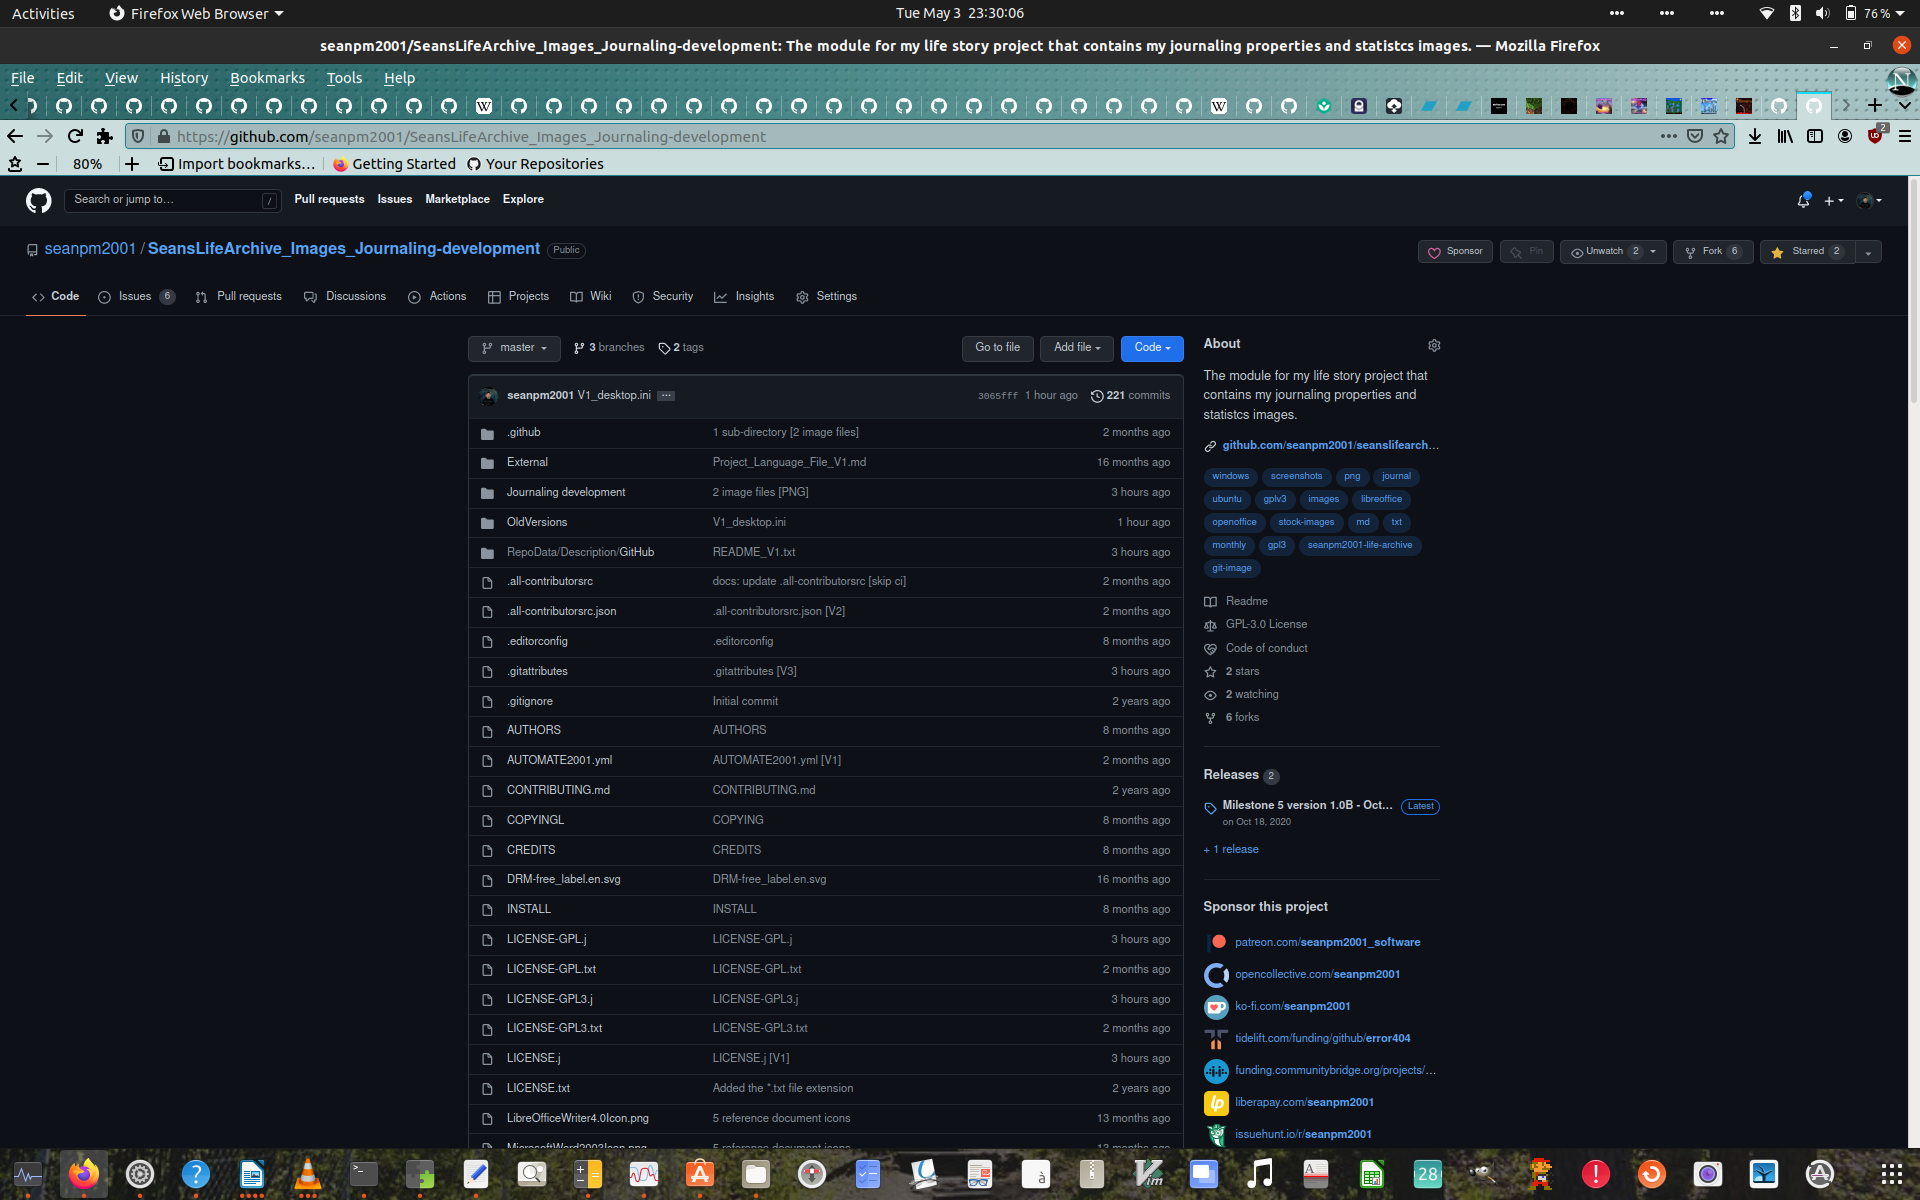 Activities
Firefox Web Browser
Tue May 3  23:30:06
76 %
seanpm2001/SeansLifeArchive_Images_Journaling-development: The module for my life story project that contains my journaling properties and statistcs images. — Mozilla Firefox
File Edit View History Bookmarks Tools Help
https://github.com/seanpm2001/SeansLifeArchive_Images_Journaling-development
2
80% Import bookmarks… Getting Started Your Repositories
Search or jump to… / Pull requests Issues Marketplace Explore
seanpm2001 / SeansLifeArchive_Images_Journaling-development Public
Sponsor Pin Unwatch 2 Fork 6 Starred 2
Code Issues 6 Pull requests Discussions Actions Projects Wiki Security Insights Settings
master 3 branches 2 tags Go to file Add file Code
seanpm2001 V1_desktop.ini 3065fff 1 hour ago 221 commits
.github 1 sub-directory [2 image files] 2 months ago
External Project_Language_File_V1.md 16 months ago
Journaling development 2 image files [PNG] 3 hours ago
OldVersions V1_desktop.ini 1 hour ago
RepoData/Description/GitHub README_V1.txt 3 hours ago
.all-contributorsrc docs: update .all-contributorsrc [skip ci] 2 months ago
.all-contributorsrc.json .all-contributorsrc.json [V2] 2 months ago
.editorconfig .editorconfig 8 months ago
.gitattributes .gitattributes [V3] 3 hours ago
.gitignore Initial commit 2 years ago
AUTHORS AUTHORS 8 months ago
AUTOMATE2001.yml AUTOMATE2001.yml [V1] 2 months ago
CONTRIBUTING.md CONTRIBUTING.md 2 years ago
COPYINGL COPYING 8 months ago
CREDITS CREDITS 8 months ago
DRM-free_label.en.svg DRM-free_label.en.svg 16 months ago
INSTALL INSTALL 8 months ago
LICENSE-GPL.j LICENSE-GPL.j 3 hours ago
LICENSE-GPL.txt LICENSE-GPL.txt 2 months ago
LICENSE-GPL3.j LICENSE-GPL3.j 3 hours ago
LICENSE-GPL3.txt LICENSE-GPL3.txt 2 months ago
LICENSE.j LICENSE.j [V1] 3 hours ago
LICENSE.txt Added the *.txt file extension 2 years ago
LibreOfficeWriter4.0Icon.png 5 reference document icons 13 months ago
MicrosoftWord2003Icon.png 5 reference document icons 13 months ago
About
The module for my life story project that
contains my journaling properties and
statistcs images.
github.com/seanpm2001/seanslifearch…
windows screenshots png journal
ubuntu gplv3 images libreoffice
openoffice stock-images md txt
monthly gpl3 seanpm2001-life-archive
git-image
Readme
GPL-3.0 License
Code of conduct
2 stars
2 watching
6 forks
Releases 2
Milestone 5 version 1.0B - Oct… Latest
on Oct 18, 2020
+ 1 release
Sponsor this project
patreon.com/seanpm2001_software
opencollective.com/seanpm2001
ko-fi.com/seanpm2001
tidelift.com/funding/github/error404
funding.communitybridge.org/projects/…
liberapay.com/seanpm2001
issuehunt.io/r/seanpm2001
28